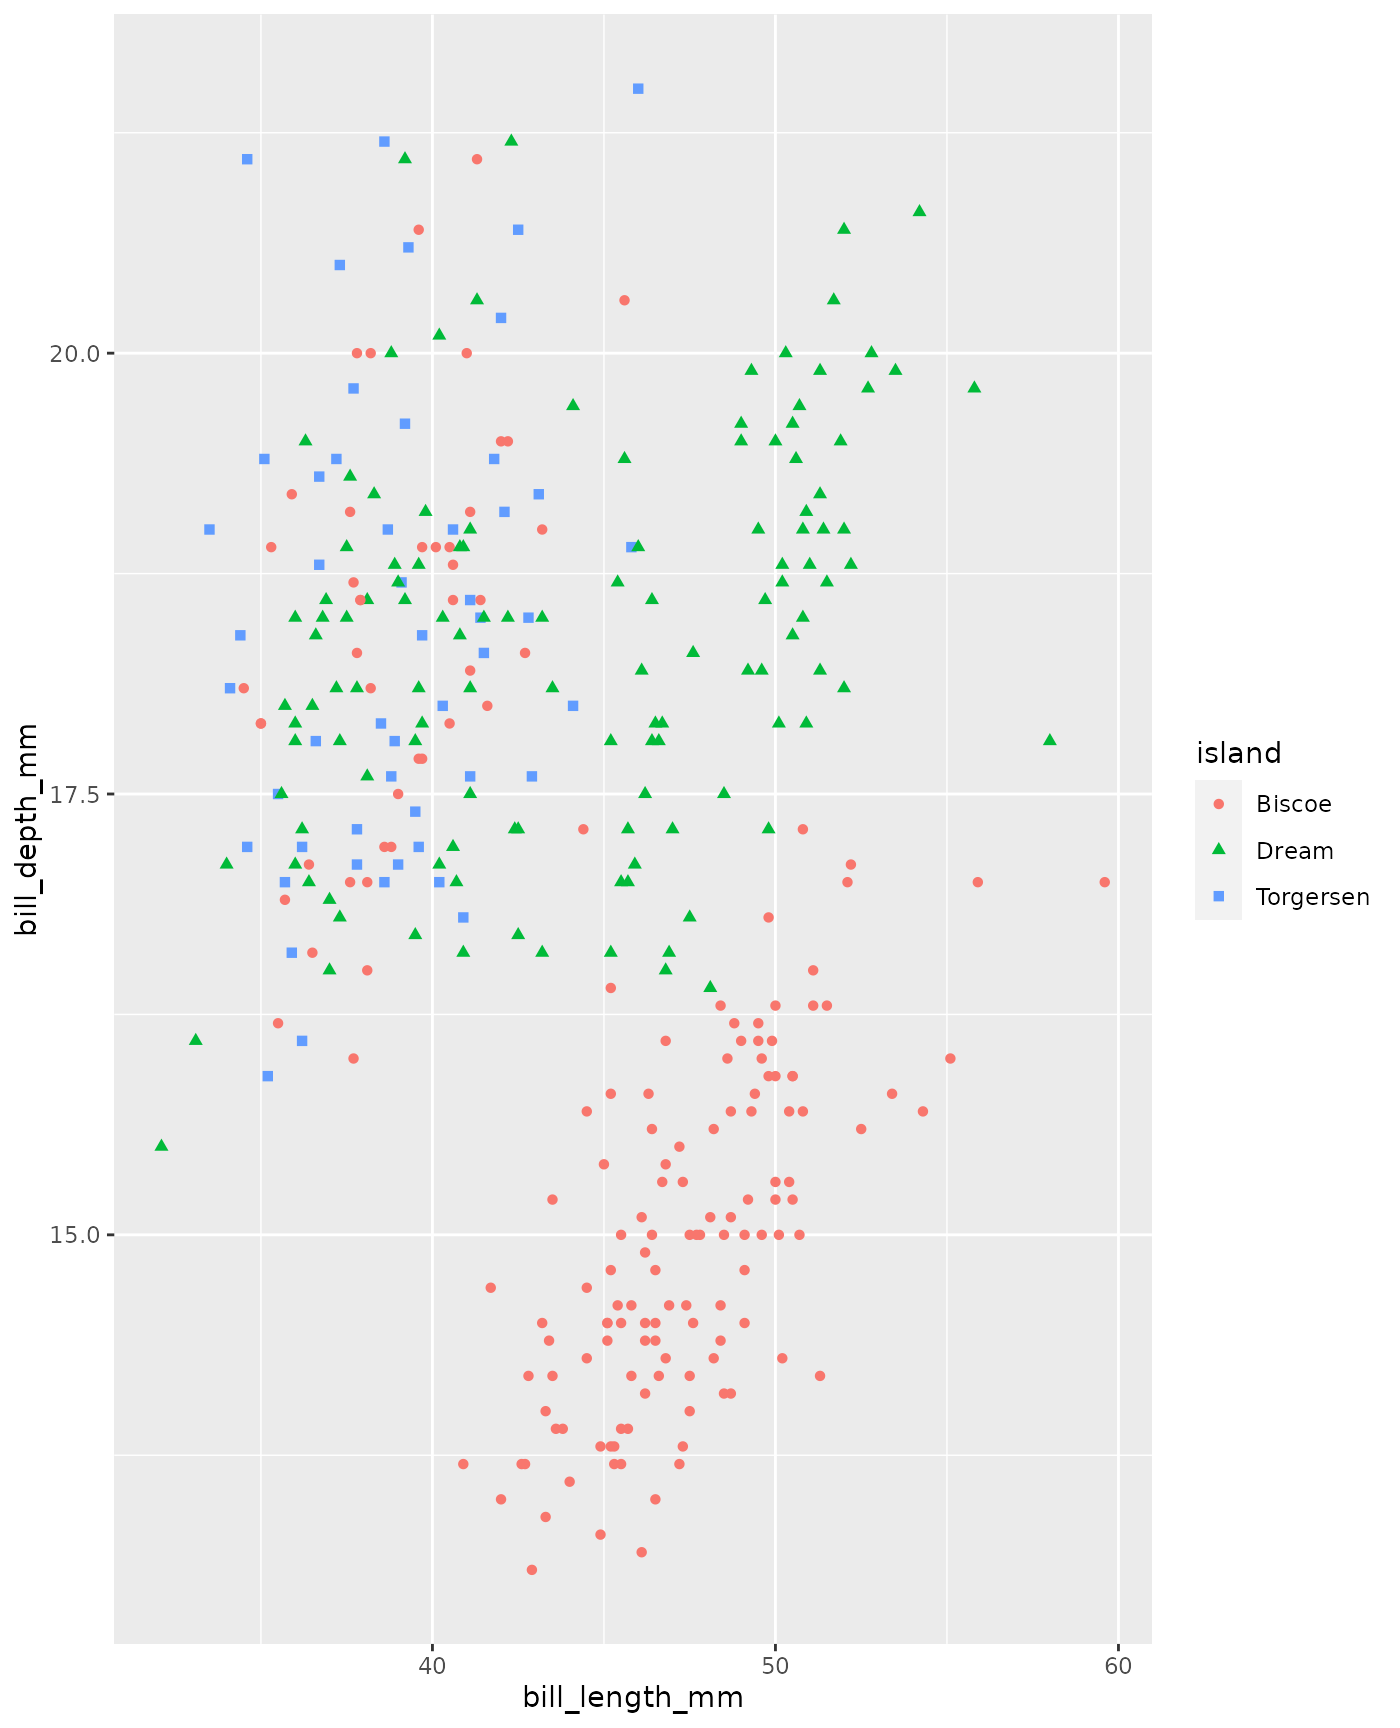 20.0
17.5
15.0
bill_depth_mm
40
50
60
bill_length_mm
island
Biscoe
Dream
Torgersen